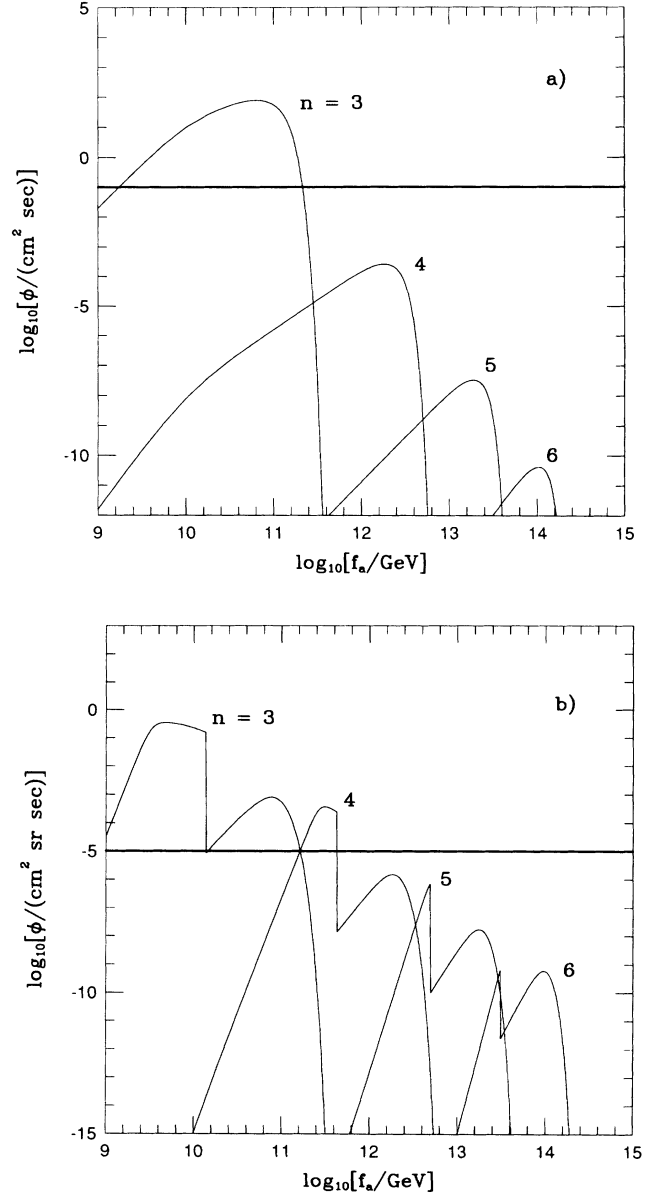 5
a)
n = 3
0
4
-5
5
6
-10
9 10 11 12 13 14 15
log₁₀[ϕ/(cm² sec)]
log₁₀[fₐ/GeV]
b)
0
n = 3
4
-5
5
6
-10
-15
9 10 11 12 13 14 15
log₁₀[ϕ/(cm² sr sec)]
log₁₀[fₐ/GeV]